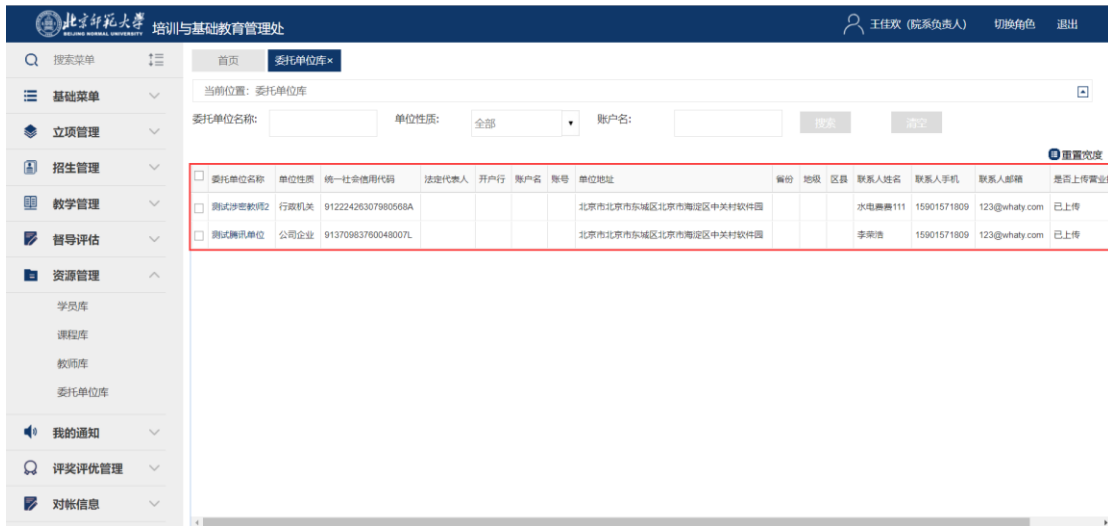 北京师范大学 培训与基础教育管理处 王佳欢（院系负责人） 切换角色 退出
BEIJING NORMAL UNIVERSITY
搜索菜单 首页 委托单位库×
基础菜单
当前位置：委托单位库
立项管理
委托单位名称: 单位性质: 全部 账户名: 搜索 清空
重置宽度
招生管理
委托单位名称 单位性质 统一社会信用代码 法定代表人 开户行 账户名 账号 单位地址 省份 地级 区县 联系人姓名 联系人手机 联系人邮箱 是否上传营业
教学管理
测试涉密教师2 行政机关 91222426307980568A 北京市北京市东城区北京市海淀区中关村软件园 水电费费111 15901571809 123@whaty.com 已上传
督导评估
测试腾讯单位 公司企业 91370983760048007L 北京市北京市东城区北京市海淀区中关村软件园 李荣浩 15901571809 123@whaty.com 已上传
资源管理
学员库
课程库
教师库
委托单位库
我的通知
评奖评优管理
对帐信息